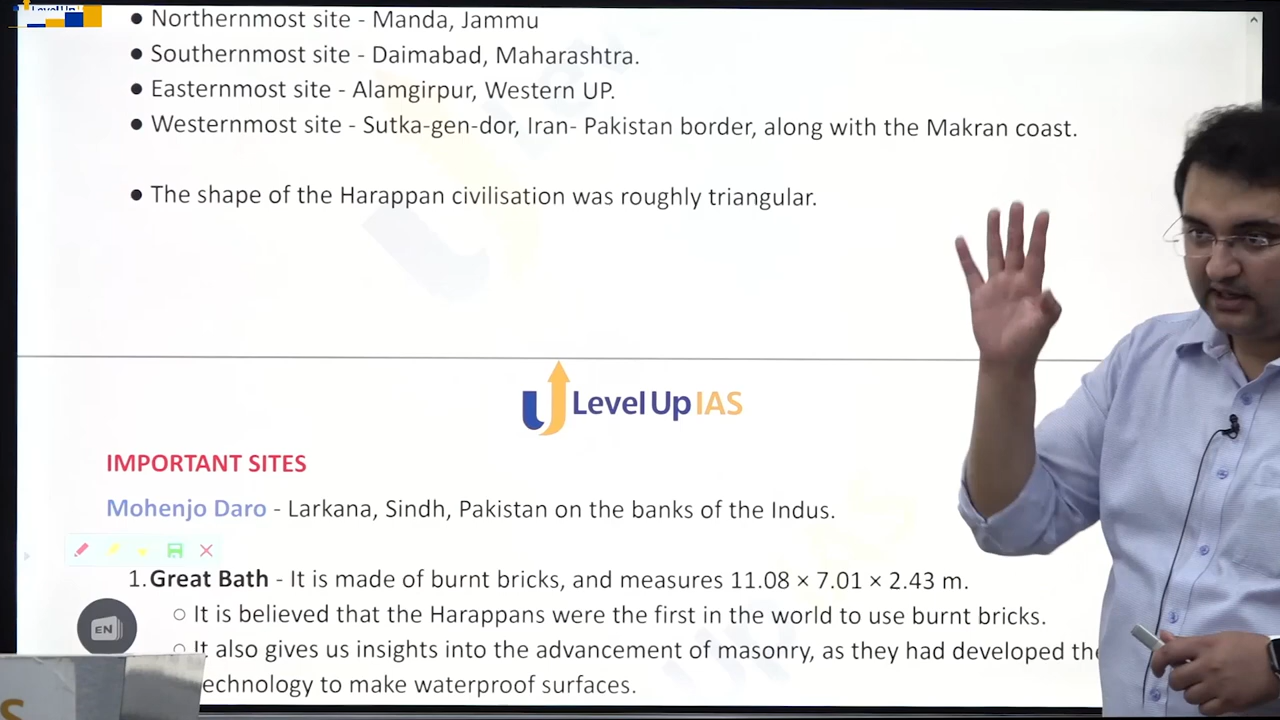 ● Northernmost site - Manda, Jammu
● Southernmost site - Daimabad, Maharashtra.
● Easternmost site - Alamgirpur, Western UP.
● Westernmost site - Sutka-gen-dor, Iran- Pakistan border, along with the Makran coast.
● The shape of the Harappan civilisation was roughly triangular.
Level Up IAS
IMPORTANT SITES
Mohenjo Daro - Larkana, Sindh, Pakistan on the banks of the Indus.
1. Great Bath - It is made of burnt bricks, and measures 11.08 × 7.01 × 2.43 m.
○ It is believed that the Harappans were the first in the world to use burnt bricks.
EN
○ It also gives us insights into the advancement of masonry, as they had developed the
echnology to make waterproof surfaces.
S